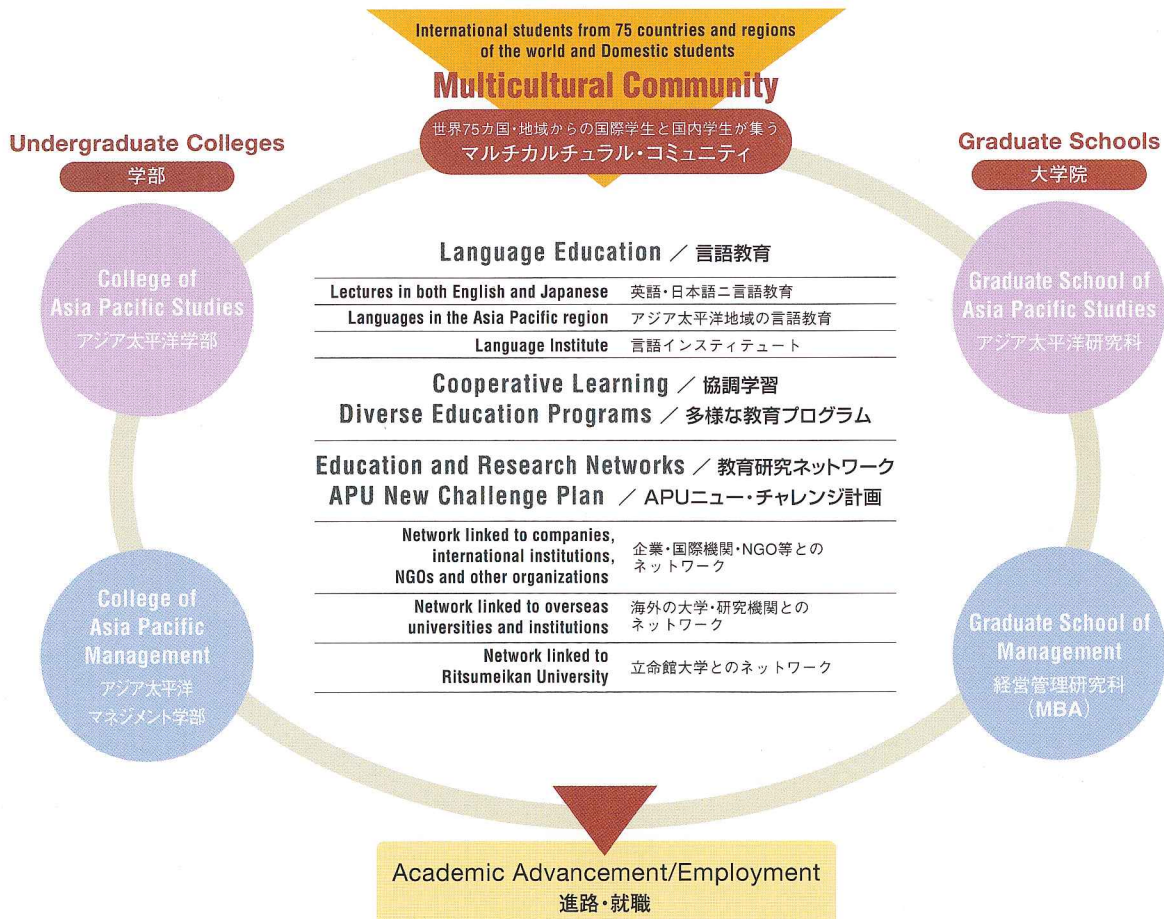 International students from 75 countries and regions
of the world and Domestic students
Multicultural Community
世界75カ国・地域からの国際学生と国内学生が集う
マルチカルチュラル・コミュニティ
Undergraduate Colleges
学部
College of
Asia Pacific Studies
アジア太平洋学部
College of
Asia Pacific
Management
アジア太平洋
マネジメント学部
Language Education / 言語教育
Lectures in both English and Japanese 英語・日本語ニ言語教育
Languages in the Asia Pacific region アジア太平洋地域の言語教育
Language Institute 言語インスティテュート
Cooperative Learning / 協調学習
Diverse Education Programs / 多様な教育プログラム
Education and Research Networks / 教育研究ネットワーク
APU New Challenge Plan / APUニュー・チャレンジ計画
Network linked to companies,
international institutions,
NGOs and other organizations
企業・国際機関・NGO等との
ネットワーク
Network linked to overseas
universities and institutions
海外の大学・研究機関との
ネットワーク
Network linked to
Ritsumeikan University
立命館大学とのネットワーク
Graduate Schools
大学院
Graduate School of
Asia Pacific Studies
アジア太平洋研究科
Graduate School of
Management
経営管理研究科
(MBA)
Academic Advancement/Employment
進路・就職